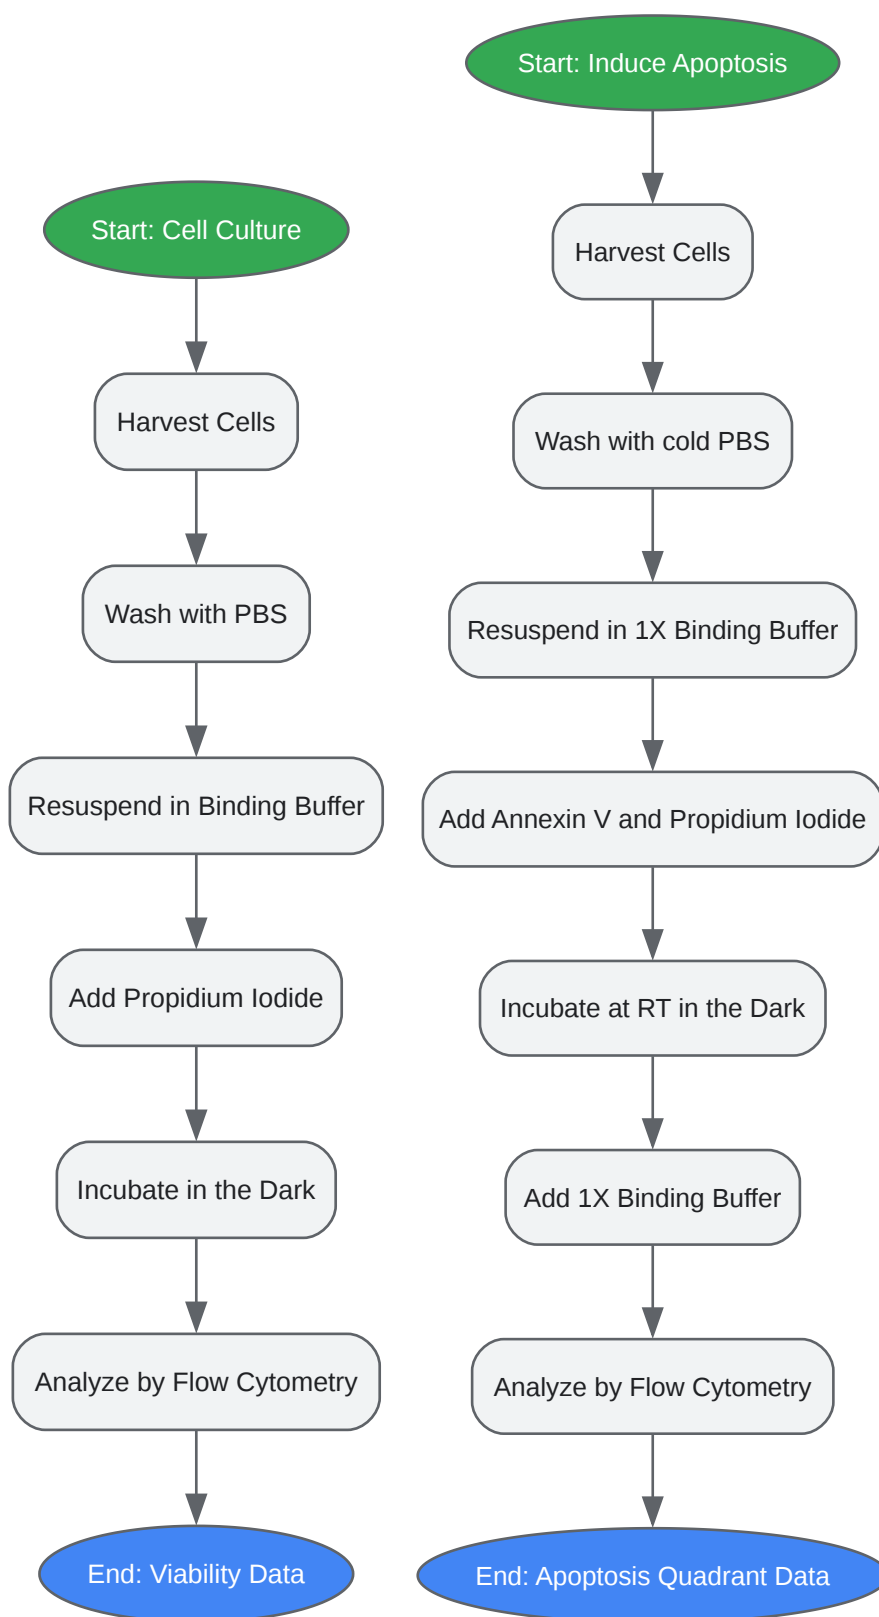 Start: Cell Culture
Harvest Cells
Wash with PBS
Resuspend in Binding Buffer
Add Propidium Iodide
Incubate in the Dark
Analyze by Flow Cytometry
End: Viability Data
Start: Induce Apoptosis
Harvest Cells
Wash with cold PBS
Resuspend in 1X Binding Buffer
Add Annexin V and Propidium Iodide
Incubate at RT in the Dark
Add 1X Binding Buffer
Analyze by Flow Cytometry
End: Apoptosis Quadrant Data